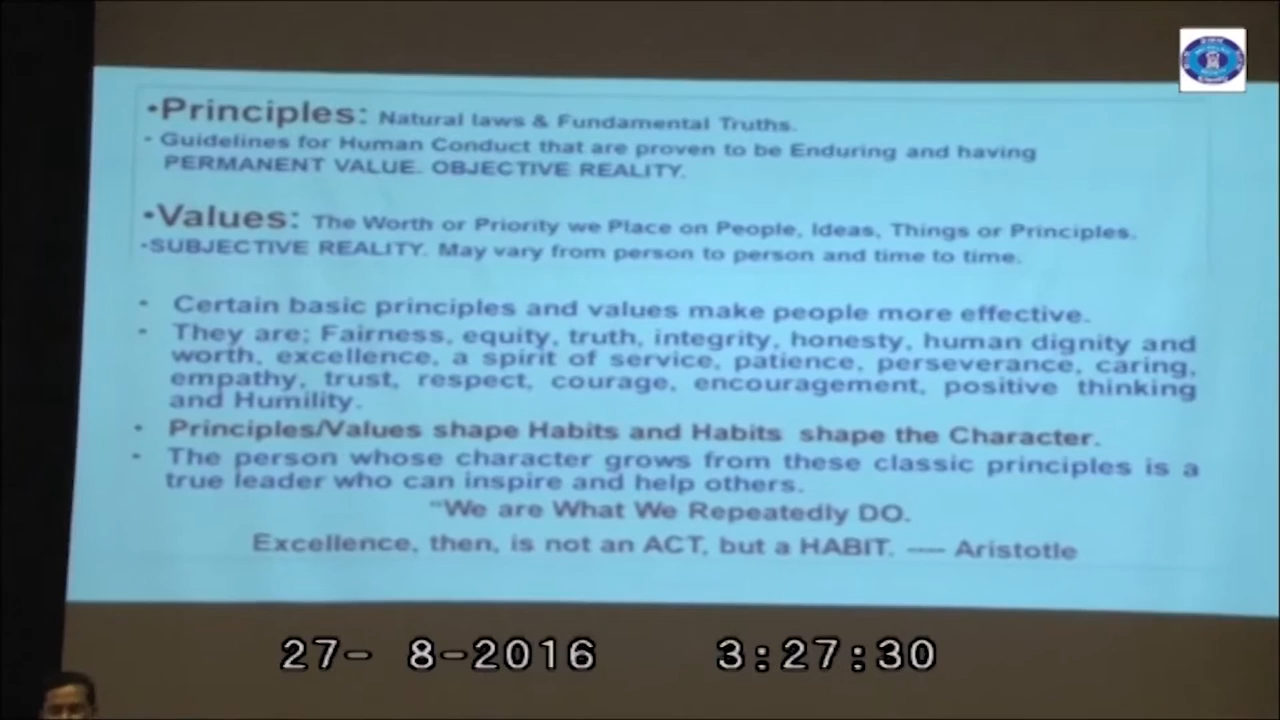 •Principles: Natural laws & Fundamental Truths.
- Guidelines for Human Conduct that are proven to be Enduring and having
PERMANENT VALUE. OBJECTIVE REALITY.
•Values: The Worth or Priority we Place on People, Ideas, Things or Principles.
•SUBJECTIVE REALITY. May vary from person to person and time to time.
• Certain basic principles and values make people more effective.
• They are; Fairness, equity, truth, integrity, honesty, human dignity and
worth, excellence, a spirit of service, patience, perseverance, caring,
empathy, trust, respect, courage, encouragement, positive thinking
and Humility.
• Principles/Values shape Habits and Habits shape the Character.
• The person whose character grows from these classic principles is a
true leader who can inspire and help others.
"We are What We Repeatedly DO.
Excellence, then, is not an ACT, but a HABIT. ---- Aristotle
27- 8-2016 3:27:30